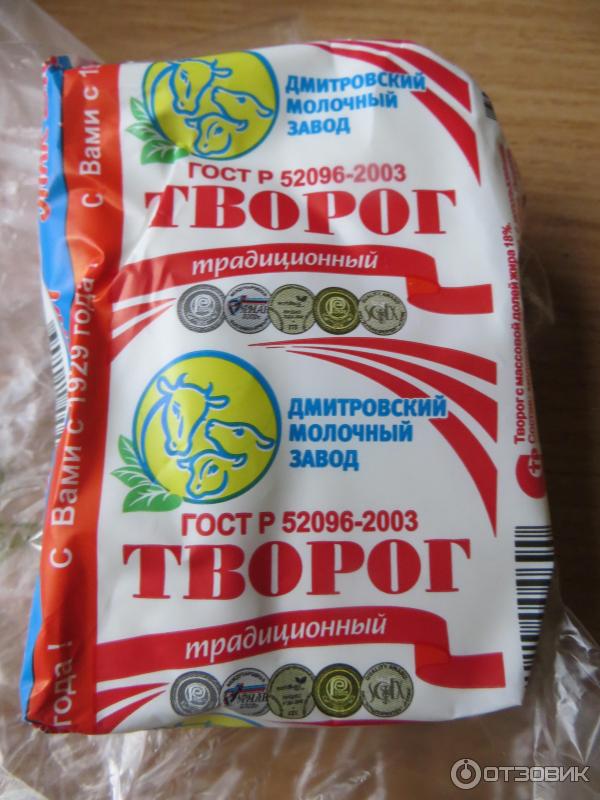 ДМИТРОВСКИЙ
МОЛОЧНЫЙ
ЗАВОД
ГОСТ Р 52096-2003
ТВОРОГ
традиционный
ДМИТРОВСКИЙ
МОЛОЧНЫЙ
ЗАВОД
ГОСТ Р 52096-2003
ТВОРОГ
традиционный
С Вами с 1929 года !
С Вами с
года !
Творог с массовой долей жира 18%
ОТЗОВИК